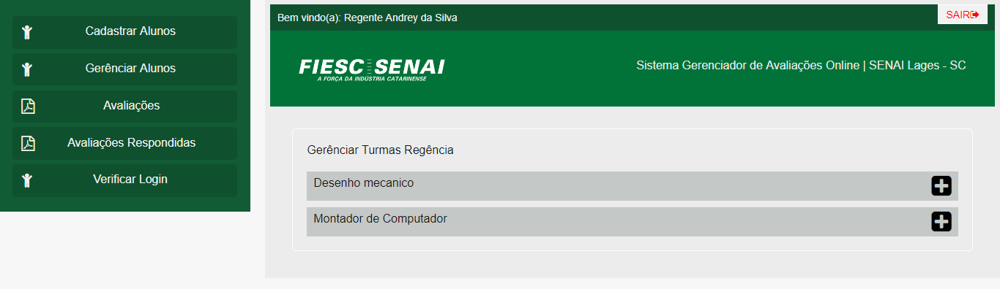 Cadastrar Alunos
Gerênciar Alunos
Avaliações
Avaliações Respondidas
Verificar Login
Bem vindo(a): Regente Andrey da Silva
SAIR
FIESC SENAI
A FORÇA DA INDÚSTRIA CATARINENSE
Sistema Gerenciador de Avaliações Online | SENAI Lages - SC
Gerênciar Turmas Regência
Desenho mecanico
Montador de Computador